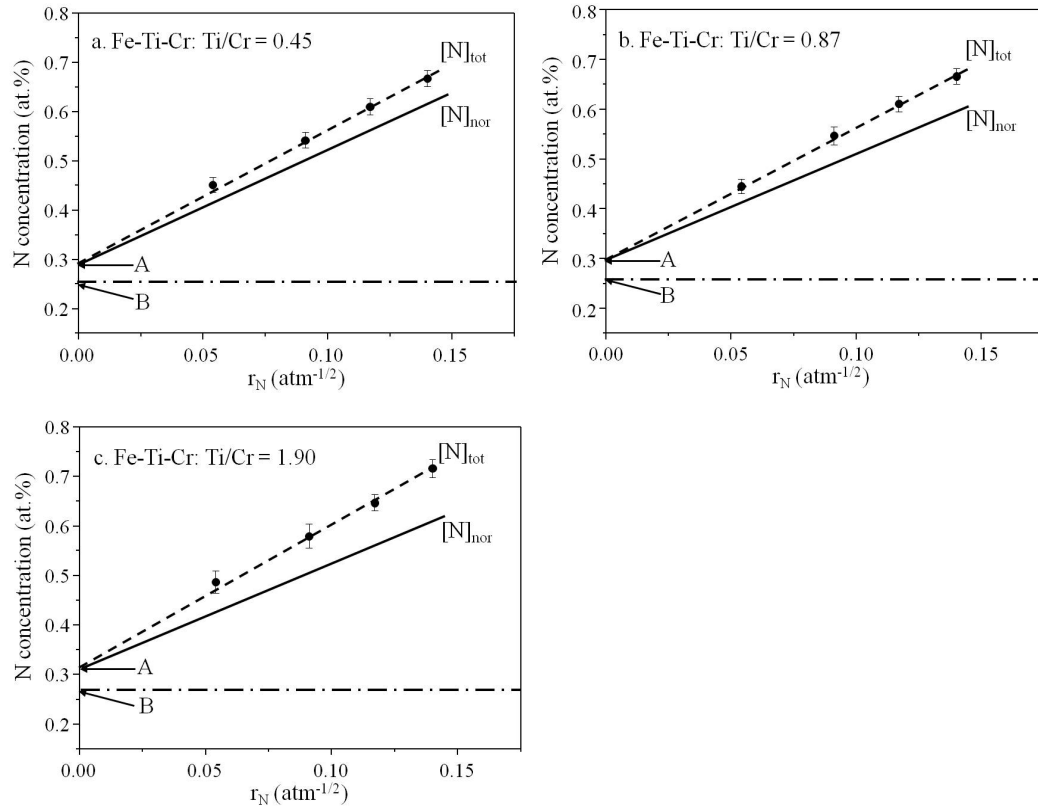 a. Fe-Ti-Cr: Ti/Cr = 0.45
[N]tot
[N]nor
A
B
N concentration (at.%)
0.8
0.7
0.6
0.5
0.4
0.3
0.2
0.00 0.05 0.10 0.15
rN (atm-1/2)
b. Fe-Ti-Cr: Ti/Cr = 0.87
[N]tot
[N]nor
A
B
N concentration (at.%)
0.8
0.7
0.6
0.5
0.4
0.3
0.2
0.00 0.05 0.10 0.15
rN (atm-1/2)
c. Fe-Ti-Cr: Ti/Cr = 1.90
[N]tot
[N]nor
A
B
N concentration (at.%)
0.8
0.7
0.6
0.5
0.4
0.3
0.2
0.00 0.05 0.10 0.15
rN (atm-1/2)